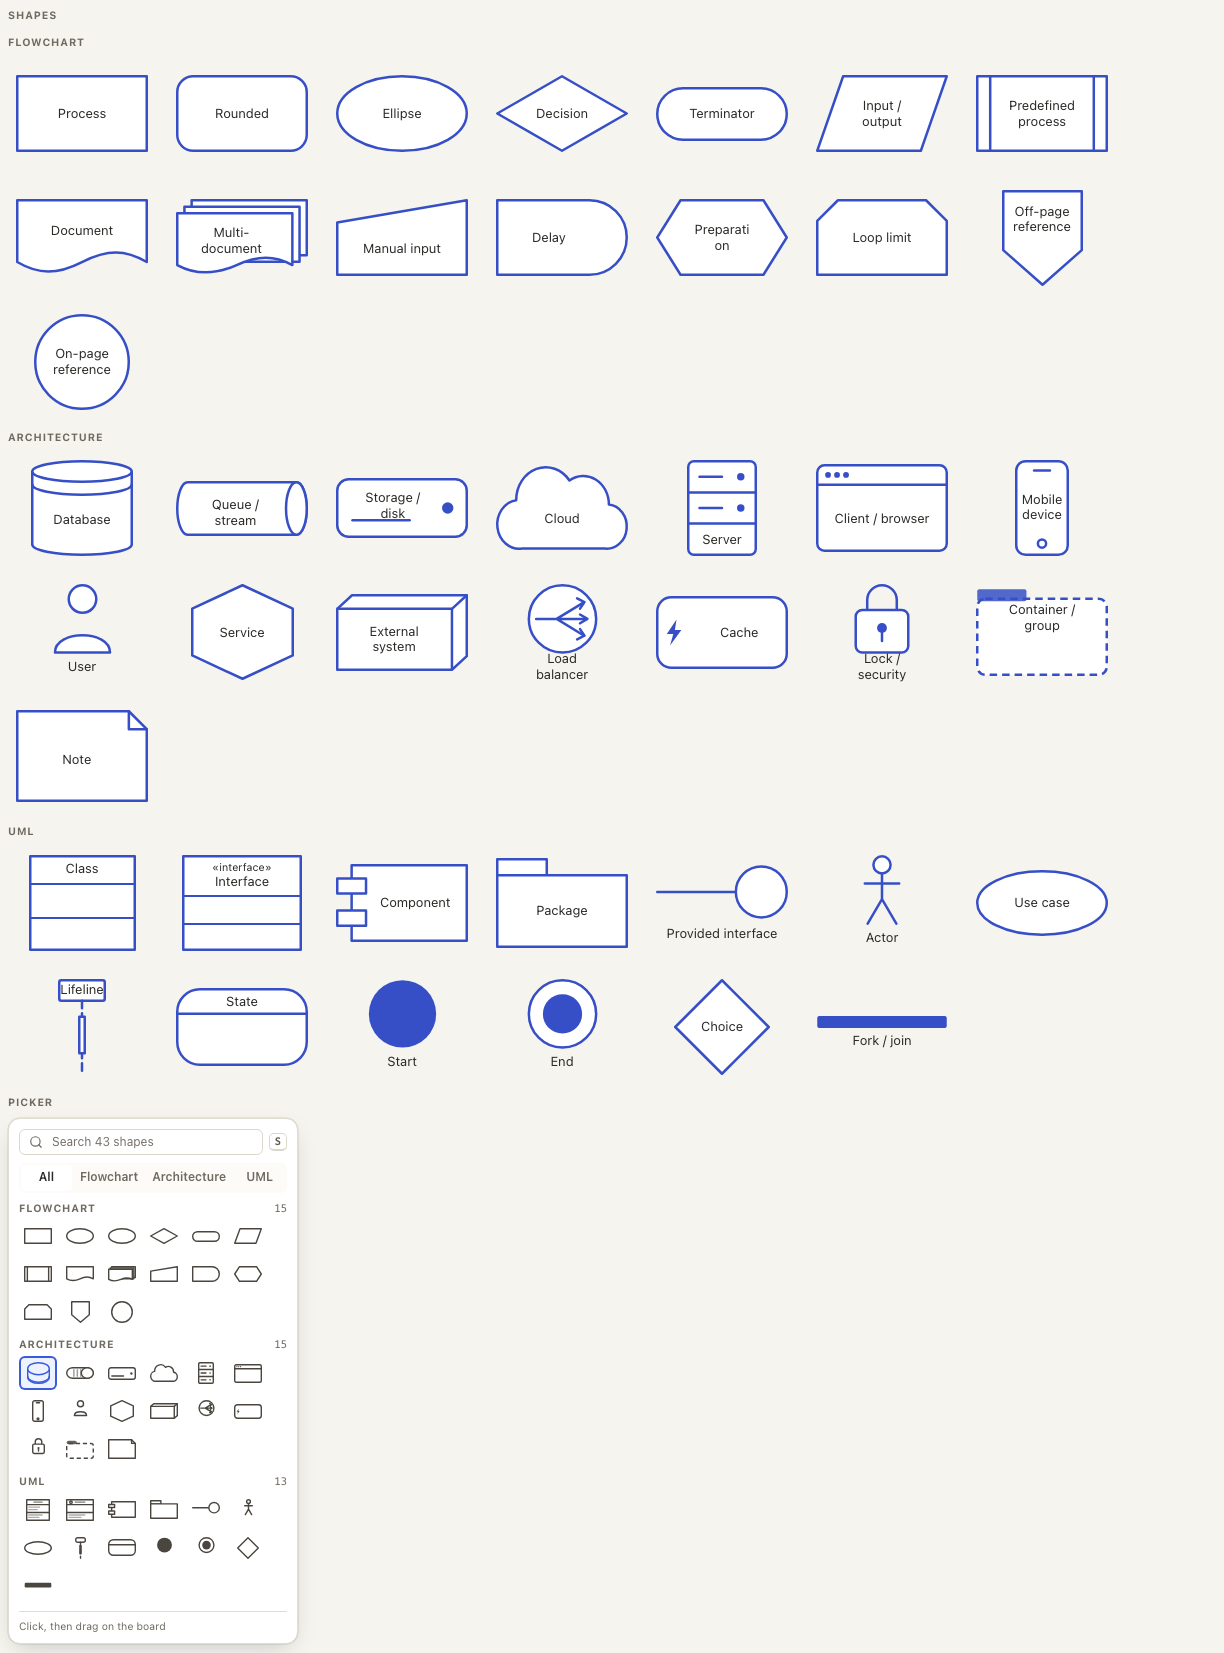 SHAPES
FLOWCHART
Process
Rounded
Ellipse
Decision
Terminator
Input /
output
Predefined
process
Document
Multi-
document
Manual input
Delay
Preparati
on
Loop limit
Off-page
reference
On-page
reference
ARCHITECTURE
Database
Queue /
stream
Storage /
disk
Cloud
Server
Client / browser
Mobile
device
User
Service
External
system
Load
balancer
Cache
Lock /
security
Container /
group
Note
UML
Class
«interface»
Interface
Component
Package
Provided interface
Actor
Use case
Lifeline
State
Start
End
Choice
Fork / join
PICKER
Search 43 shapes
S
All
Flowchart
Architecture
UML
FLOWCHART
15
ARCHITECTURE
15
UML
13
Click, then drag on the board